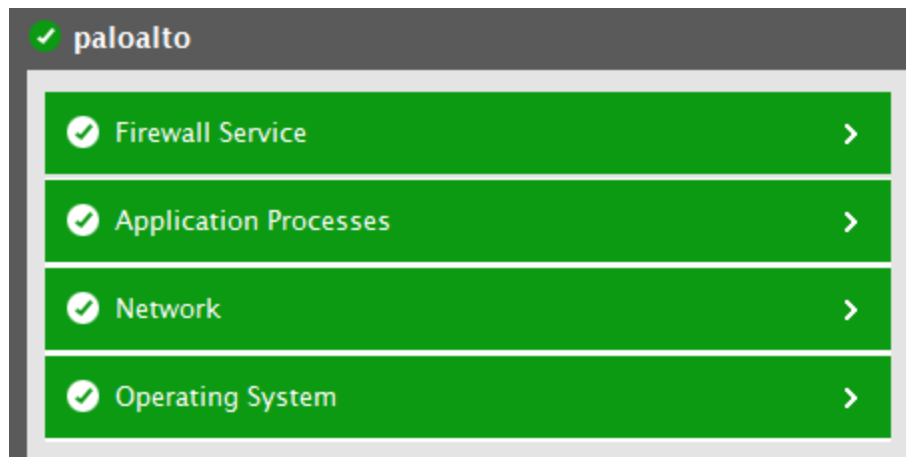 paloalto
Firewall Service
Application Processes
Network
Operating System